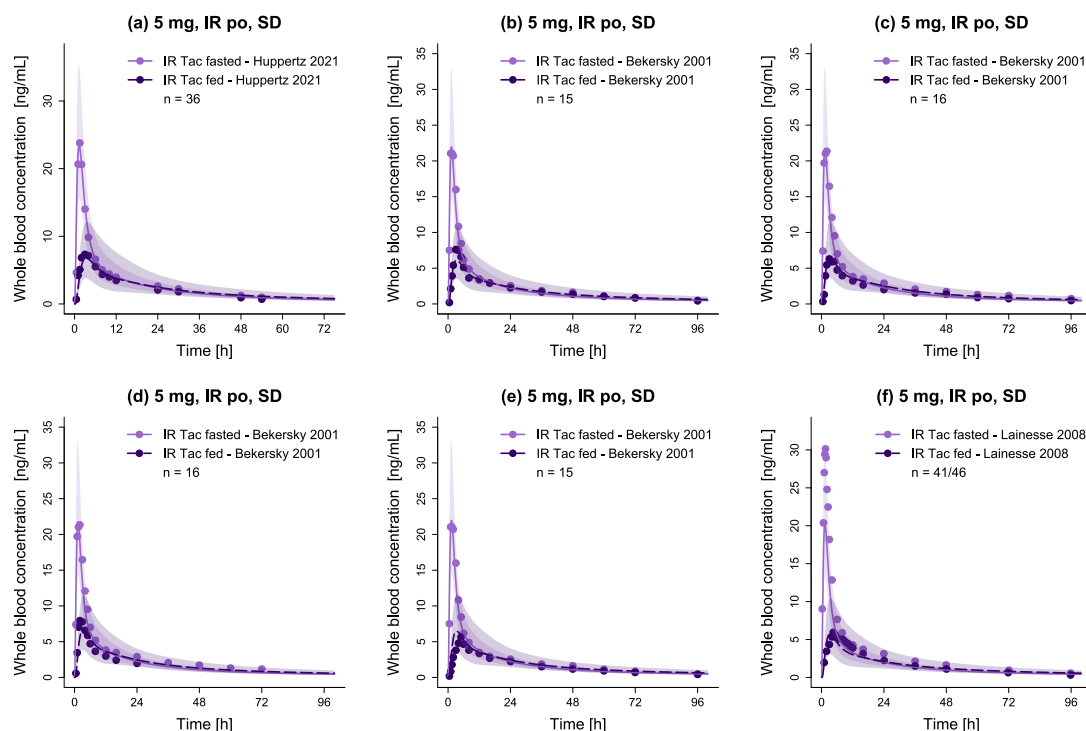 (a) 5 mg, IR po, SD
Whole blood concentration [ng/mL]
30
20
10
0
IR Tac fasted - Huppertz 2021
IR Tac fed - Huppertz 2021
n = 36
0 12 24 36 48 60 72
Time [h]
(b) 5 mg, IR po, SD
Whole blood concentration [ng/mL]
35
30
25
20
15
10
5
0
IR Tac fasted - Bekersky 2001
IR Tac fed - Bekersky 2001
n = 15
0 24 48 72 96
Time [h]
(c) 5 mg, IR po, SD
Whole blood concentration [ng/mL]
35
30
25
20
15
10
5
0
IR Tac fasted - Bekersky 2001
IR Tac fed - Bekersky 2001
n = 16
0 24 48 72 96
Time [h]
(d) 5 mg, IR po, SD
Whole blood concentration [ng/mL]
35
30
25
20
15
10
5
0
IR Tac fasted - Bekersky 2001
IR Tac fed - Bekersky 2001
n = 16
0 24 48 72 96
Time [h]
(e) 5 mg, IR po, SD
Whole blood concentration [ng/mL]
35
30
25
20
15
10
5
0
IR Tac fasted - Bekersky 2001
IR Tac fed - Bekersky 2001
n = 15
0 24 48 72 96
Time [h]
(f) 5 mg, IR po, SD
Whole blood concentration [ng/mL]
30
25
20
15
10
5
0
IR Tac fasted - Lainesse 2008
IR Tac fed - Lainesse 2008
n = 41/46
0 24 48 72 96
Time [h]